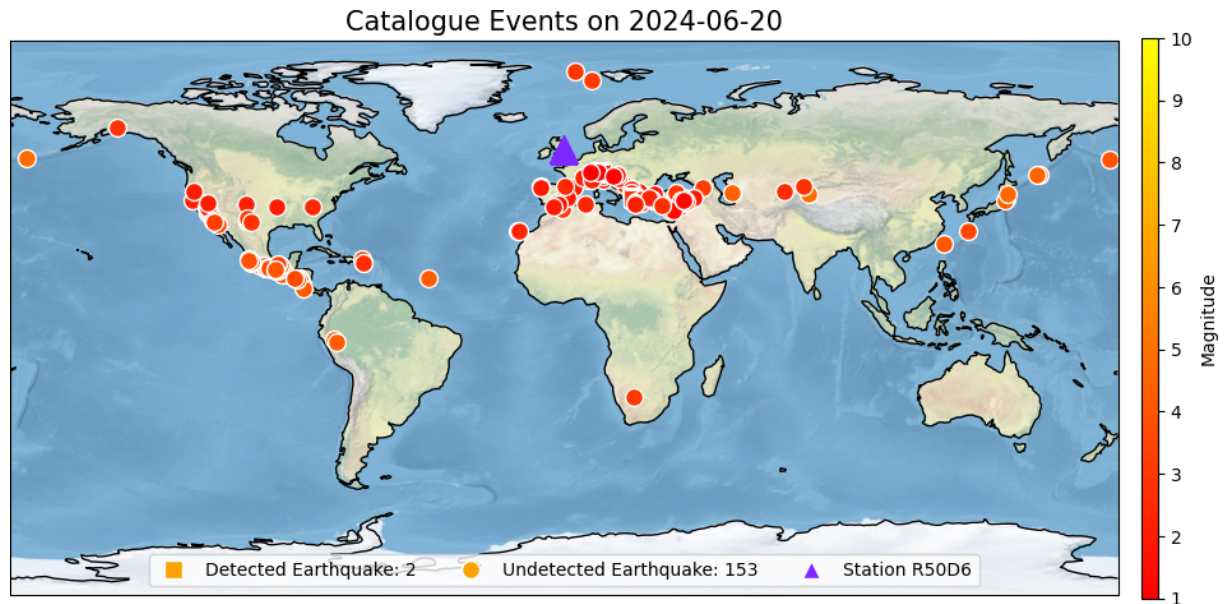 Catalogue Events on 2024-06-20
10
9
8
7
6
5
4
3
2
1
Magnitude
Detected Earthquake: 2
Undetected Earthquake: 153
Station R50D6